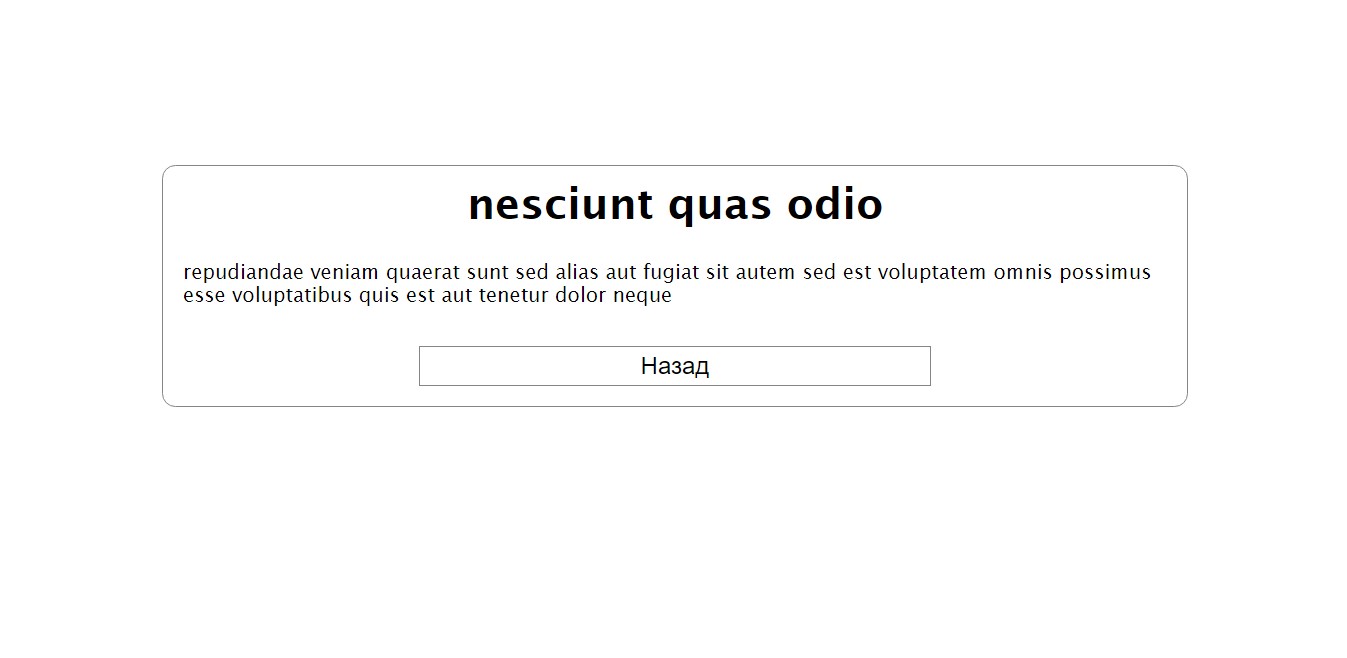 nesciunt quas odio
repudiandae veniam quaerat sunt sed alias aut fugiat sit autem sed est voluptatem omnis possimus
esse voluptatibus quis est aut tenetur dolor neque
Назад